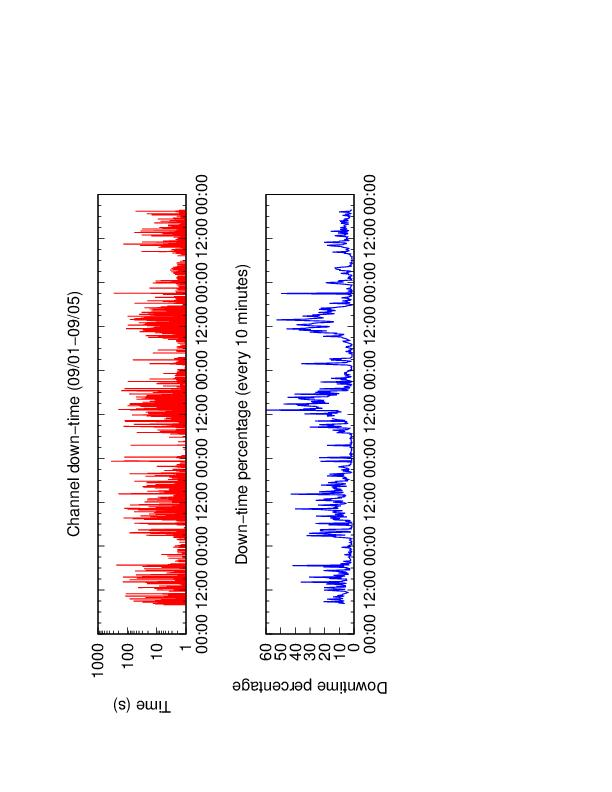 Channel down-time (09/01-09/05)
Time (s)
1000
100
10
1
00:00 12:00 00:00 12:00 00:00 12:00 00:00 12:00 00:00 12:00 00:00
Down-time percentage (every 10 minutes)
Downtime percentage
60
50
40
30
20
10
0
00:00 12:00 00:00 12:00 00:00 12:00 00:00 12:00 00:00 12:00 00:00